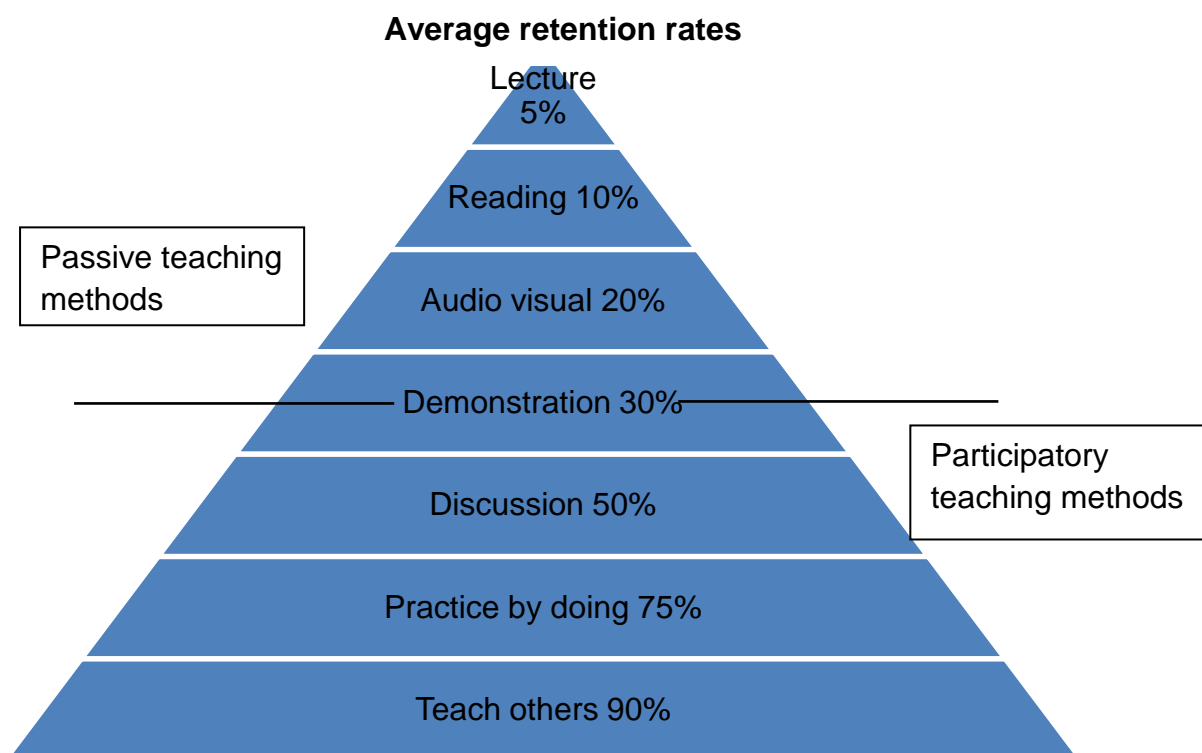 Average retention rates
Lecture
5%
Reading 10%
Passive teaching
methods
Audio visual 20%
Demonstration 30%
Participatory
teaching methods
Discussion 50%
Practice by doing 75%
Teach others 90%